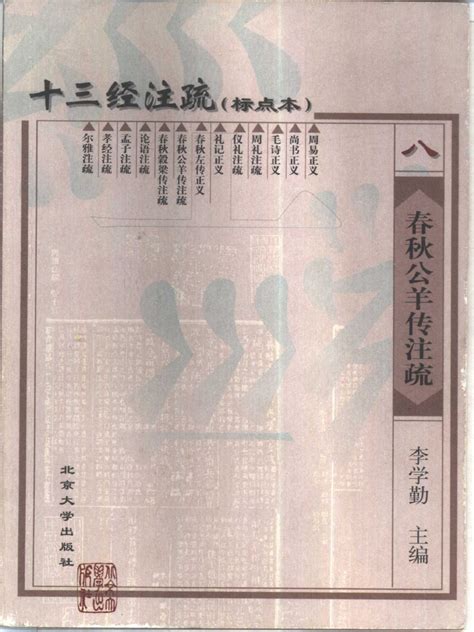 十三经注疏(标点本)
八
春秋公羊传注疏
李学勤 主编
周易正义
尚书正义
毛诗正义
周礼注疏
仪礼注疏
礼记正义
春秋左传正义
春秋公羊传注疏
春秋穀梁传注疏
论语注疏
孟子注疏
孝经注疏
尔雅注疏
北京大学出版社